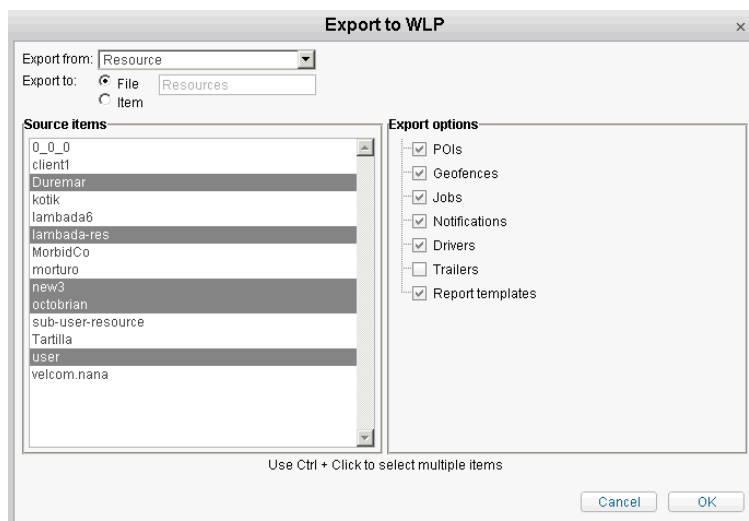 Export to WLP
Export from: Resource
Export to: File Resources
Item
Source items
0_0_0
client1
Duremar
kotik
lambada6
lambada-res
MorbidCo
morturo
new3
octobrian
sub-user-resource
Tartilla
user
velcom.nana
Export options
POIs
Geofences
Jobs
Notifications
Drivers
Trailers
Report templates
Use Ctrl + Click to select multiple items
Cancel OK